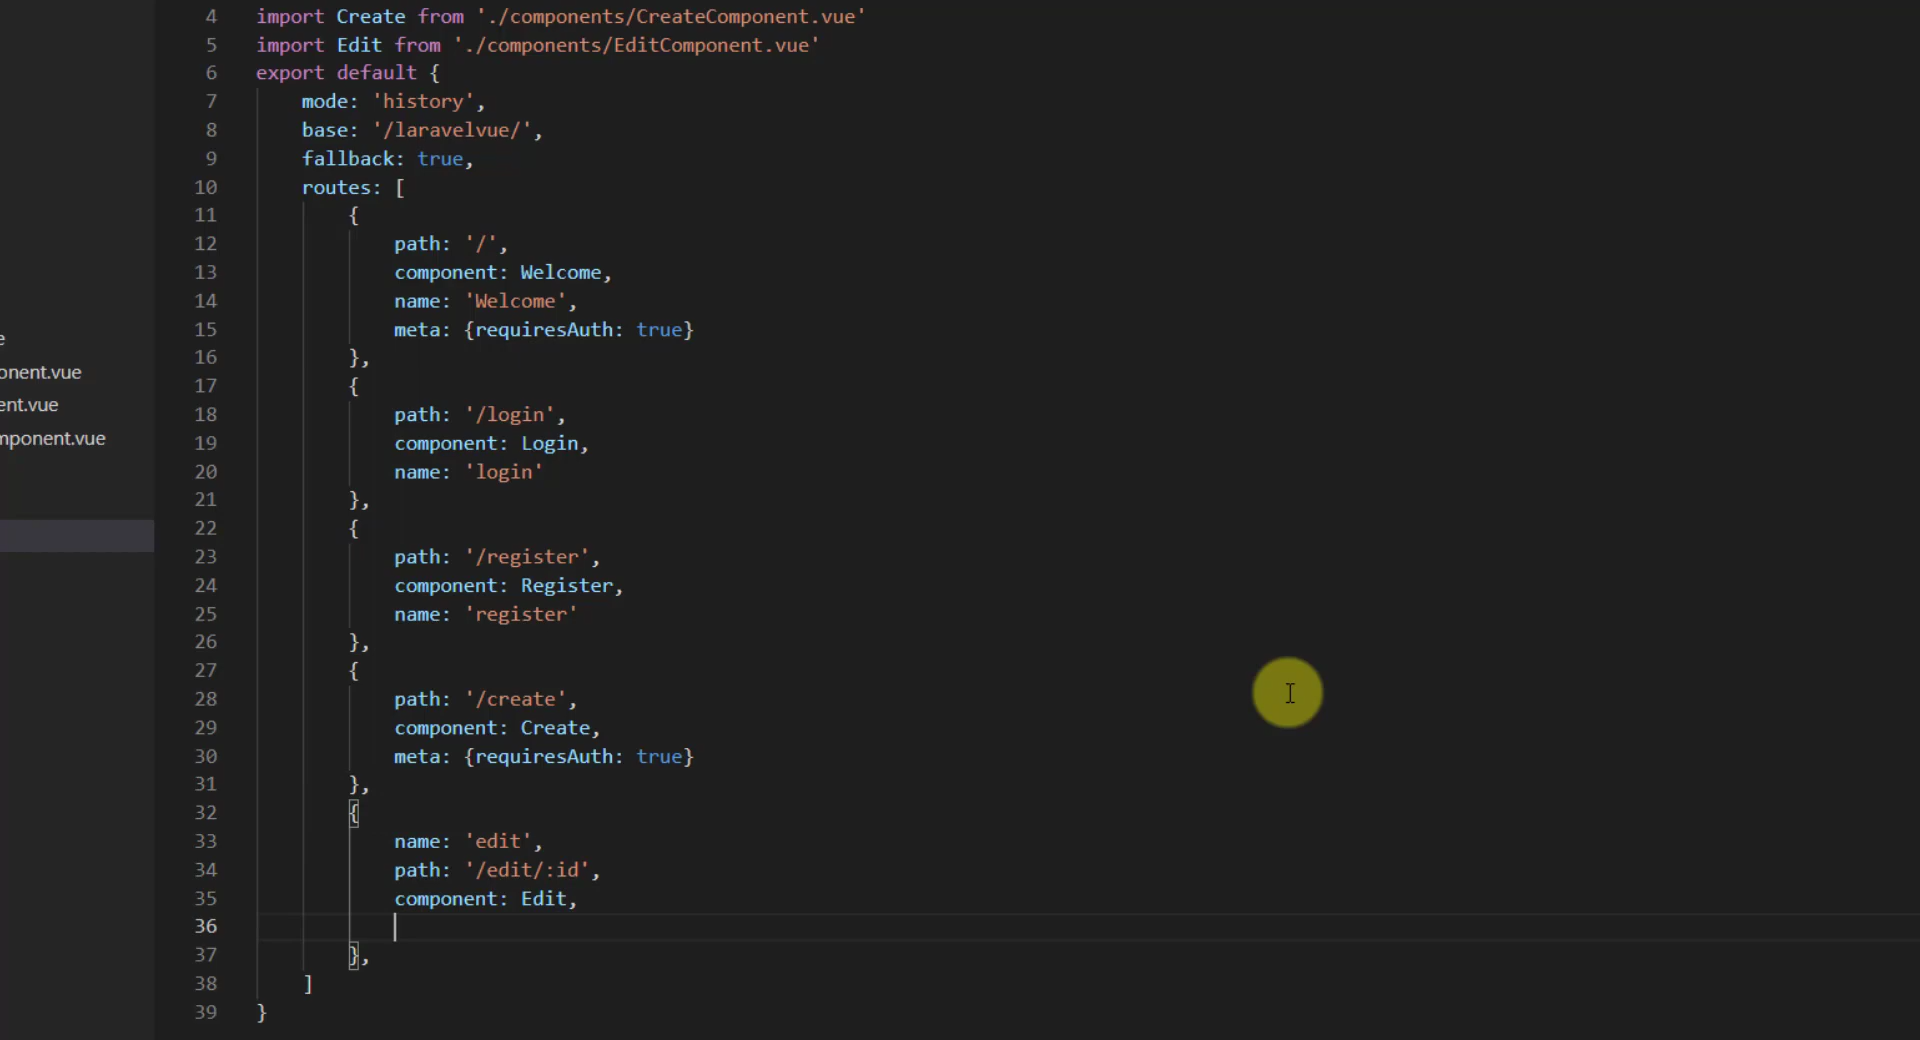 4 import Create from './components/CreateComponent.vue'
5 import Edit from './components/EditComponent.vue'
6 export default {
7 mode: 'history',
8 base: '/laravelvue/',
9 fallback: true,
10 routes: [
11 {
12 path: '/',
13 component: Welcome,
14 name: 'Welcome',
15 meta: {requiresAuth: true}
16 },
17 {
18 path: '/login',
19 component: Login,
20 name: 'login'
21 },
22 {
23 path: '/register',
24 component: Register,
25 name: 'register'
26 },
27 {
28 path: '/create',
29 component: Create,
30 meta: {requiresAuth: true}
31 },
32 {
33 name: 'edit',
34 path: '/edit/:id',
35 component: Edit,
36
37 },
38 ]
39 }
e
onent.vue
ent.vue
mponent.vue